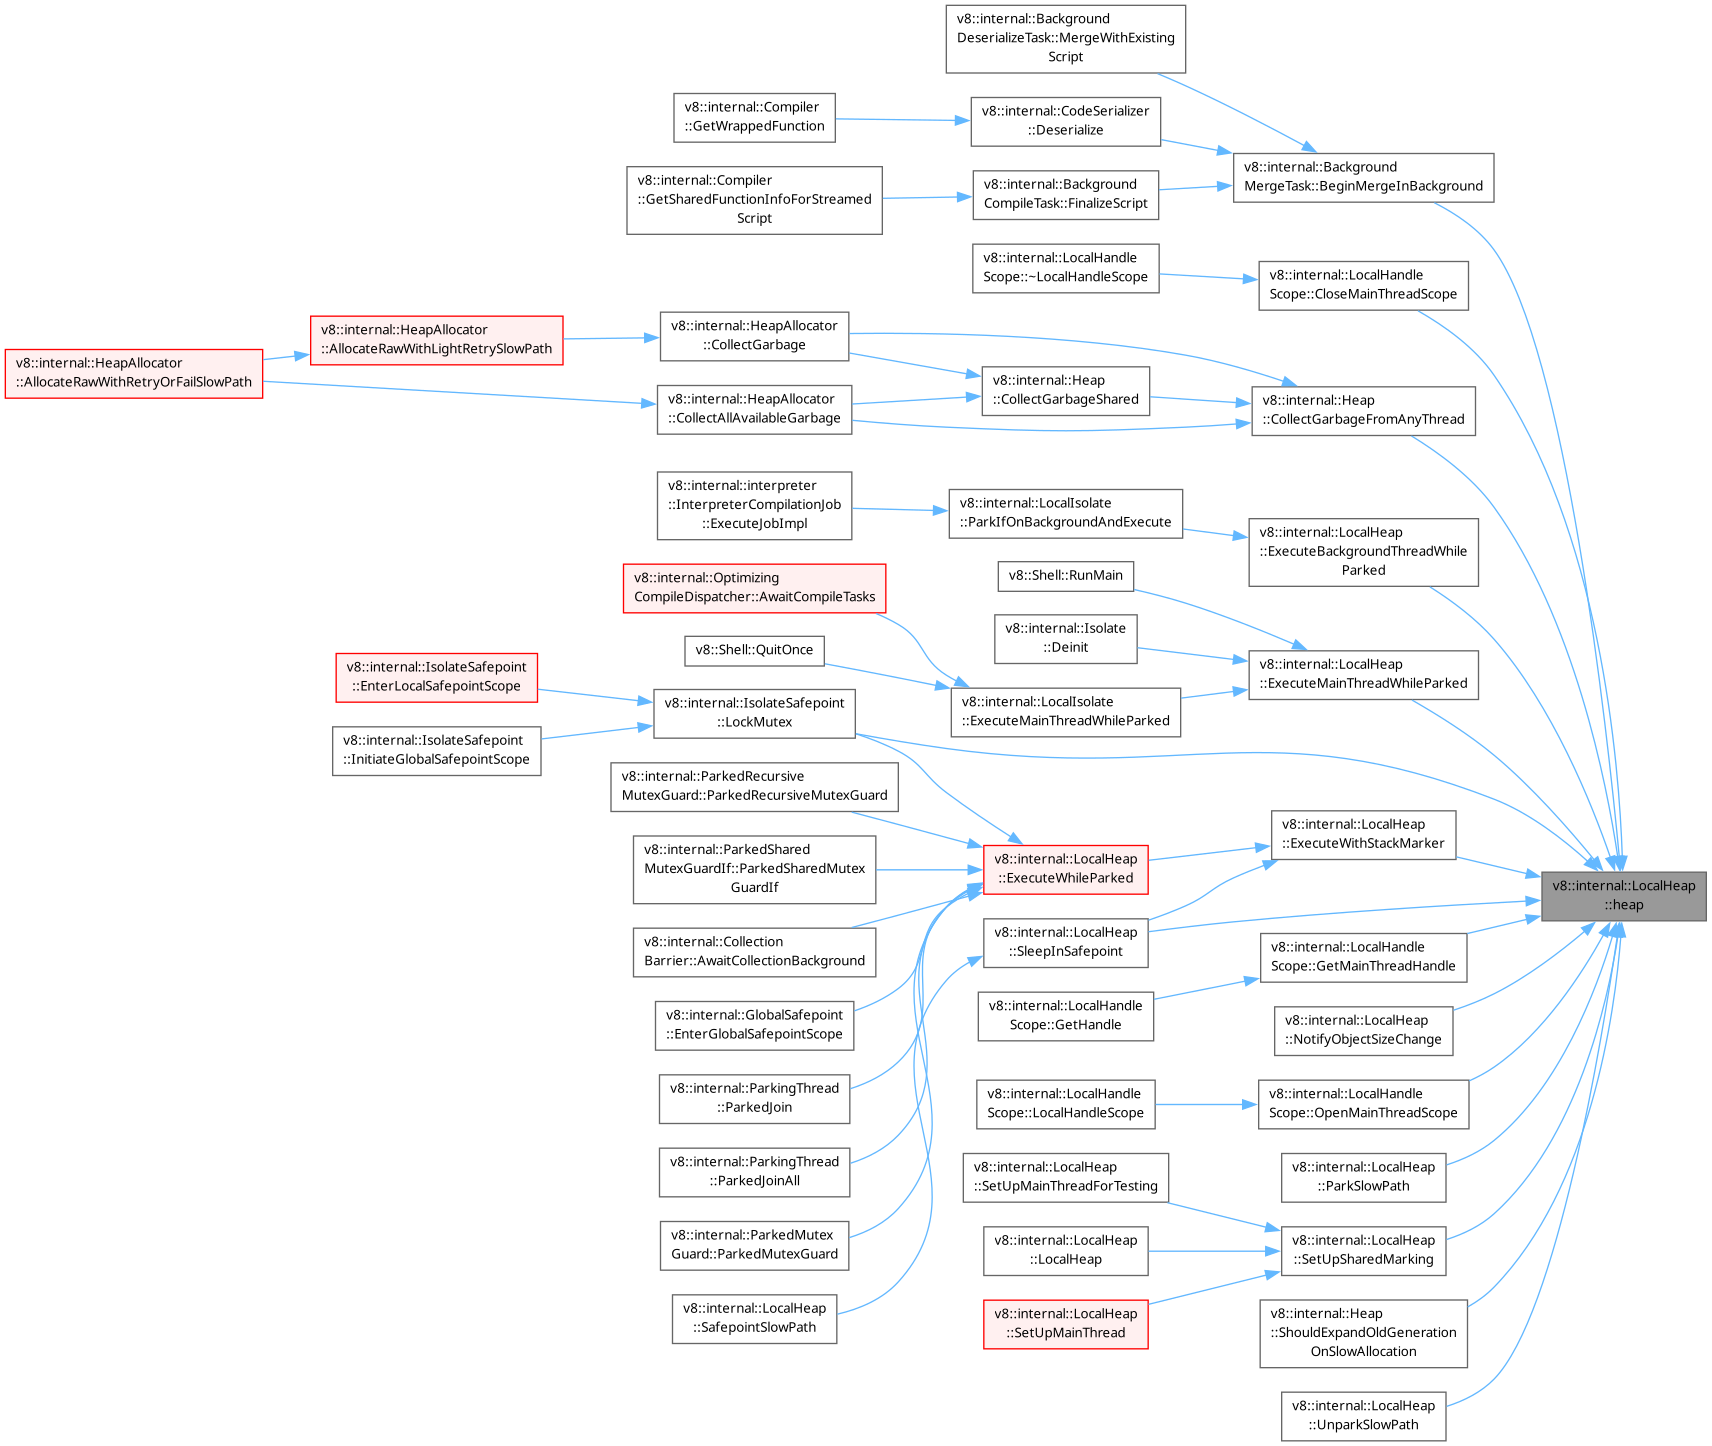 v8::internal::Background
DeserializeTask::MergeWithExisting
Script
v8::internal::Compiler
::GetWrappedFunction
v8::internal::CodeSerializer
::Deserialize
v8::internal::Background
MergeTask::BeginMergeInBackground
v8::internal::Compiler
::GetSharedFunctionInfoForStreamed
Script
v8::internal::Background
CompileTask::FinalizeScript
v8::internal::LocalHandle
Scope::~LocalHandleScope
v8::internal::LocalHandle
Scope::CloseMainThreadScope
v8::internal::HeapAllocator
::AllocateRawWithRetryOrFailSlowPath
v8::internal::HeapAllocator
::AllocateRawWithLightRetrySlowPath
v8::internal::HeapAllocator
::CollectGarbage
v8::internal::HeapAllocator
::CollectAllAvailableGarbage
v8::internal::Heap
::CollectGarbageShared
v8::internal::Heap
::CollectGarbageFromAnyThread
v8::internal::interpreter
::InterpreterCompilationJob
::ExecuteJobImpl
v8::internal::LocalIsolate
::ParkIfOnBackgroundAndExecute
v8::internal::LocalHeap
::ExecuteBackgroundThreadWhile
Parked
v8::internal::Optimizing
CompileDispatcher::AwaitCompileTasks
v8::Shell::RunMain
v8::internal::Isolate
::Deinit
v8::Shell::QuitOnce
v8::internal::LocalHeap
::ExecuteMainThreadWhileParked
v8::internal::IsolateSafepoint
::EnterLocalSafepointScope
v8::internal::IsolateSafepoint
::LockMutex
v8::internal::LocalIsolate
::ExecuteMainThreadWhileParked
v8::internal::IsolateSafepoint
::InitiateGlobalSafepointScope
v8::internal::ParkedRecursive
MutexGuard::ParkedRecursiveMutexGuard
v8::internal::ParkedShared
MutexGuardIf::ParkedSharedMutex
GuardIf
v8::internal::LocalHeap
::ExecuteWhileParked
v8::internal::LocalHeap
::ExecuteWithStackMarker
v8::internal::LocalHeap
::heap
v8::internal::Collection
Barrier::AwaitCollectionBackground
v8::internal::LocalHeap
::SleepInSafepoint
v8::internal::LocalHandle
Scope::GetMainThreadHandle
v8::internal::GlobalSafepoint
::EnterGlobalSafepointScope
v8::internal::LocalHandle
Scope::GetHandle
v8::internal::LocalHeap
::NotifyObjectSizeChange
v8::internal::ParkingThread
::ParkedJoin
v8::internal::LocalHandle
Scope::LocalHandleScope
v8::internal::LocalHandle
Scope::OpenMainThreadScope
v8::internal::ParkingThread
::ParkedJoinAll
v8::internal::LocalHeap
::SetUpMainThreadForTesting
v8::internal::LocalHeap
::ParkSlowPath
v8::internal::ParkedMutex
Guard::ParkedMutexGuard
v8::internal::LocalHeap
::LocalHeap
v8::internal::LocalHeap
::SetUpSharedMarking
v8::internal::LocalHeap
::SafepointSlowPath
v8::internal::LocalHeap
::SetUpMainThread
v8::internal::Heap
::ShouldExpandOldGeneration
OnSlowAllocation
v8::internal::LocalHeap
::UnparkSlowPath